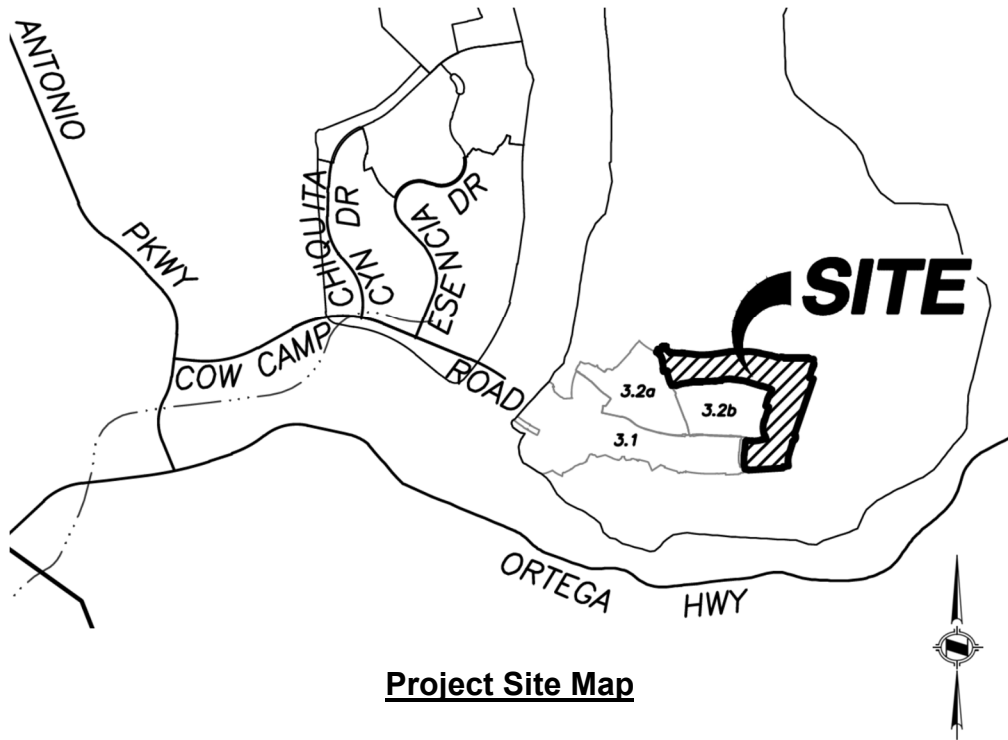 ANTONIO
PKWY
CHIQUITA
CYN DR
ESENCIA DR
COW CAMP ROAD
SITE
3.2a
3.2b
3.1
ORTEGA HWY
Project Site Map